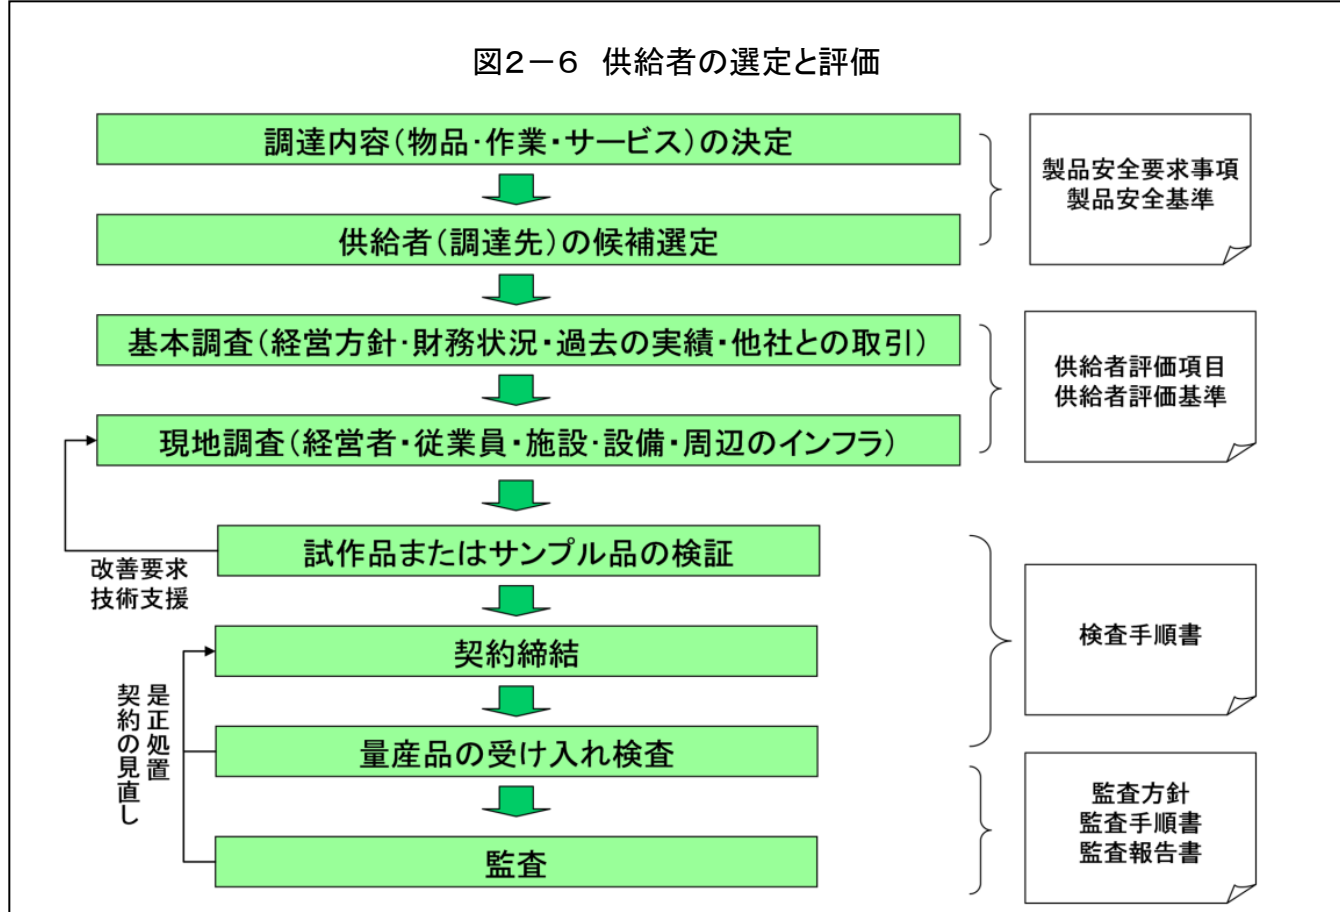 図2－6 供給者の選定と評価
調達内容(物品･作業・サービス)の決定
製品安全要求事項
製品安全基準
供給者(調達先)の候補選定
基本調査(経営方針･財務状況・過去の実績・他社との取引)
供給者評価項目
供給者評価基準
現地調査(経営者・従業員・施設･設備・周辺のインフラ)
試作品またはサンプル品の検証
改善要求
技術支援
検査手順書
契約締結
是正処置
契約の見直し
量産品の受け入れ検査
監査方針
監査手順書
監査報告書
監査